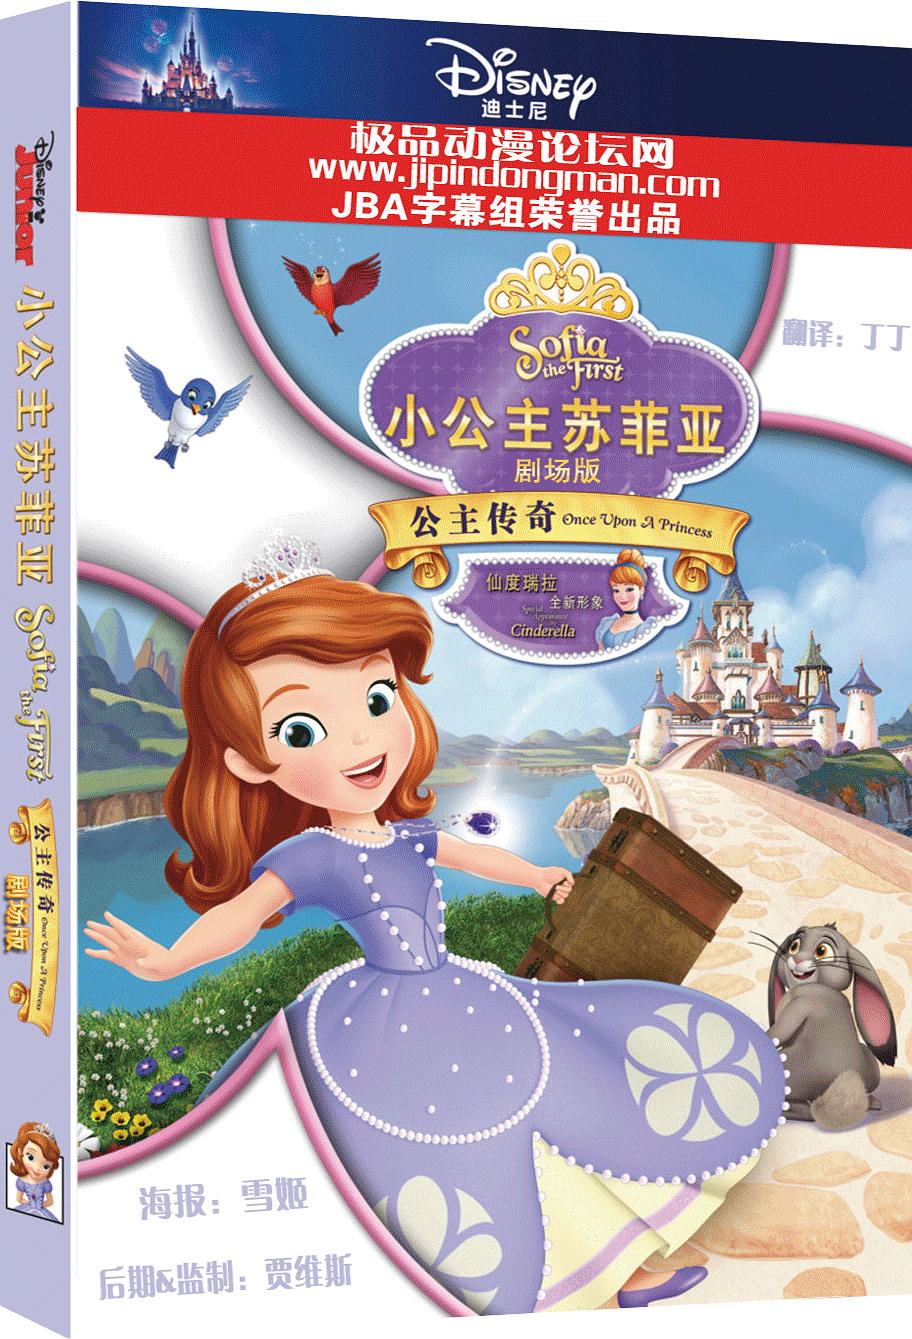 DISNEY
迪士尼
极品动漫论坛网
www.jipindongman.com
JBA字幕组荣誉出品
翻译：丁丁
Sofia
the First
小公主苏菲亚
剧场版
公主传奇 Once Upon A Princess
仙度瑞拉
全新形象
Special
Appearance
by
Cinderella
海报：雪姬
后期&监制：贾维斯
DISNEY
JUNIOR
小公主苏菲亚
Sofia
the First
公主传奇 Once Upon A Princess
剧场版